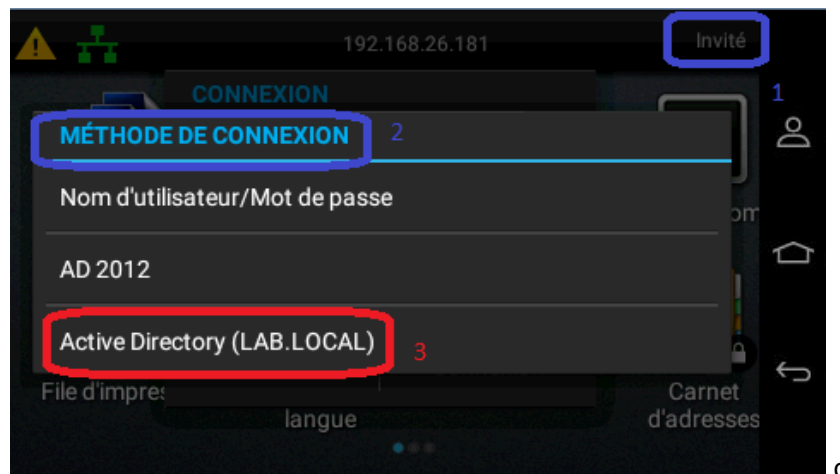 192.168.26.181
Invité
1
CONNEXION
MÉTHODE DE CONNEXION
2
Nom d'utilisateur/Mot de passe
AD 2012
Active Directory (LAB.LOCAL)
3
File d'impres
langue
Carnet
d'adresses